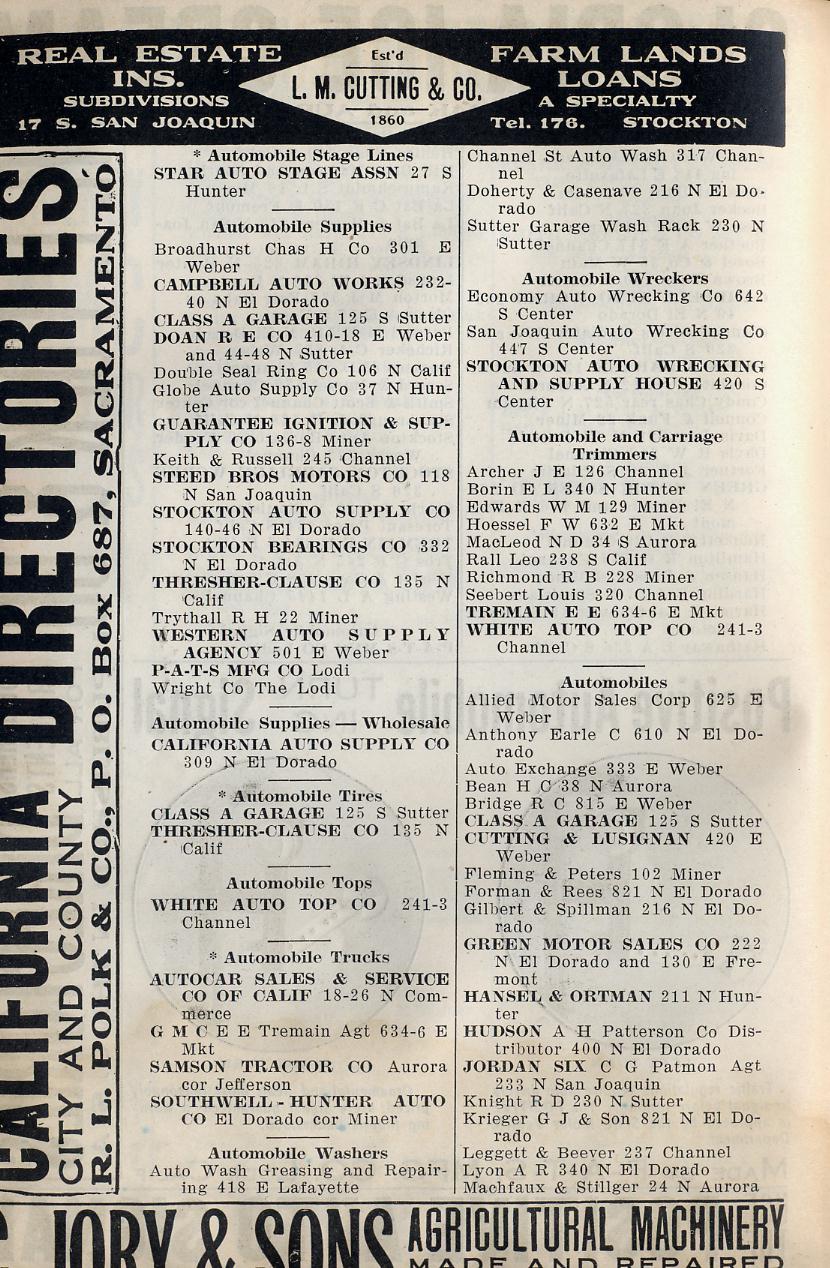 REAL ESTATE
INS.
SUBDIVISIONS
17 S. SAN JOAQUIN
Est'd
L. M. CUTTING & CO.
1860
FARM LANDS
LOANS
A SPECIALTY
Tel. 176. STOCKTON
CALIFORNIA DIRECTORIES
CITY AND COUNTY
R. L. POLK & CO., P. O. Box 687, SACRAMENTO
* Automobile Stage Lines
STAR AUTO STAGE ASSN 27 S
Hunter
Automobile Supplies
Broadhurst Chas H Co 301 E
Weber
CAMPBELL AUTO WORKS 232-
40 N El Dorado
CLASS A GARAGE 125 S Sutter
DOAN R E CO 410-18 E Weber
and 44-48 N Sutter
Double Seal Ring Co 106 N Calif
Globe Auto Supply Co 37 N Hun-
ter
GUARANTEE IGNITION & SUP-
PLY CO 136-8 Miner
Keith & Russell 245 Channel
STEED BROS MOTORS CO 118
N San Joaquin
STOCKTON AUTO SUPPLY CO
140-46 N El Dorado
STOCKTON BEARINGS CO 332
N El Dorado
THRESHER-CLAUSE CO 135 N
Calif
Trythall R H 22 Miner
WESTERN AUTO SUPPLY
AGENCY 501 E Weber
P-A-T-S MFG CO Lodi
Wright Co The Lodi
Automobile Supplies — Wholesale
CALIFORNIA AUTO SUPPLY CO
309 N El Dorado
* Automobile Tires
CLASS A GARAGE 125 S Sutter
THRESHER-CLAUSE CO 135 N
Calif
Automobile Tops
WHITE AUTO TOP CO 241-3
Channel
* Automobile Trucks
AUTOCAR SALES & SERVICE
CO OF CALIF 18-26 N Com-
merce
G M C E E Tremain Agt 634-6 E
Mkt
SAMSON TRACTOR CO Aurora
cor Jefferson
SOUTHWELL-HUNTER AUTO
CO El Dorado cor Miner
Automobile Washers
Auto Wash Greasing and Repair-
ing 418 E Lafayette
Channel St Auto Wash 317 Chan-
nel
Doherty & Casenave 216 N El Do-
rado
Sutter Garage Wash Rack 230 N
Sutter
Automobile Wreckers
Economy Auto Wrecking Co 642
S Center
San Joaquin Auto Wrecking Co
447 S Center
STOCKTON AUTO WRECKING
AND SUPPLY HOUSE 420 S
Center
Automobile and Carriage
Trimmers
Archer J E 126 Channel
Borin E L 340 N Hunter
Edwards W M 129 Miner
Hoessel F W 632 E Mkt
MacLeod N D 34 S Aurora
Rall Leo 238 S Calif
Richmond R B 228 Miner
Seebert Louis 320 Channel
TREMAIN E E 634-6 E Mkt
WHITE AUTO TOP CO 241-3
Channel
Automobiles
Allied Motor Sales Corp 625 E
Weber
Anthony Earle C 610 N El Do-
rado
Auto Exchange 333 E Weber
Bean H C 38 N Aurora
Bridge R C 815 E Weber
CLASS A GARAGE 125 S Sutter
CUTTING & LUSIGNAN 420 E
Weber
Fleming & Peters 102 Miner
Forman & Rees 821 N El Dorado
Gilbert & Spillman 216 N El Do-
rado
GREEN MOTOR SALES CO 222
N El Dorado and 130 E Fre-
mont
HANSEL & ORTMAN 211 N Hun-
ter
HUDSON A H Patterson Co Dis-
tributor 400 N El Dorado
JORDAN SIX C G Patmon Agt
233 N San Joaquin
Knight R D 230 N Sutter
Krieger G J & Son 821 N El Do-
rado
Leggett & Beever 237 Channel
Lyon A R 340 N El Dorado
Machfaux & Stillger 24 N Aurora
JORY & SONS
AGRICULTURAL MACHINERY
MADE AND REPAIRED